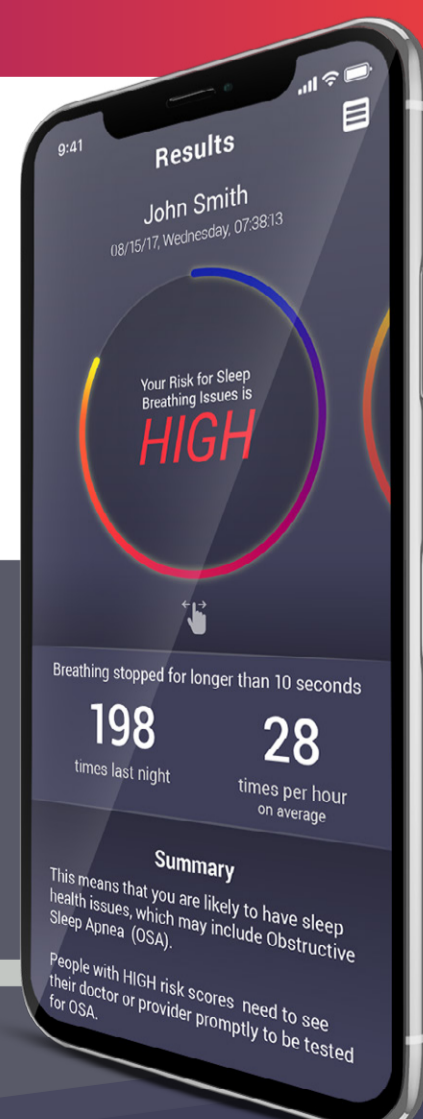 9:41
Results
John Smith
08/15/17, Wednesday, 07:38:13
Your Risk for Sleep
Breathing Issues is
HIGH
Breathing stopped for longer than 10 seconds
198
times last night
28
times per hour
on average
Summary
This means that you are likely to have sleep
health issues, which may include Obstructive
Sleep Apnea (OSA).
People with HIGH risk scores need to see
their doctor or provider promptly to be tested
for OSA.